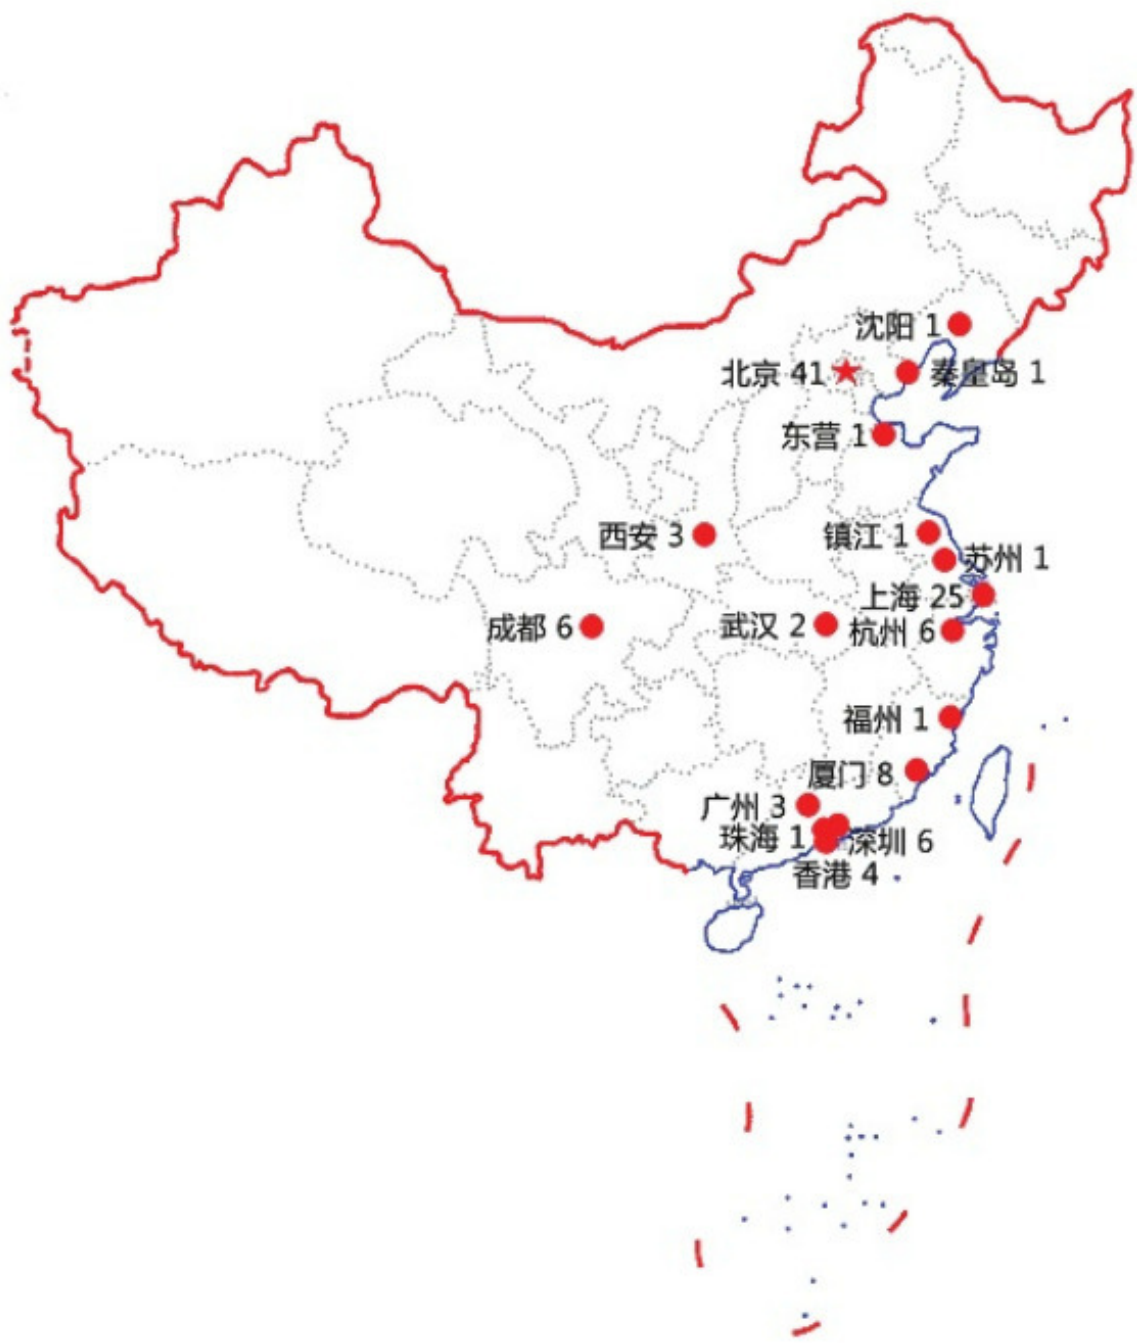 沈阳 1
北京 41
秦皇岛 1
东营 1
西安 3
镇江 1
苏州 1
上海 25
成都 6
武汉 2
杭州 6
福州 1
厦门 8
广州 3
珠海 1
深圳 6
香港 4